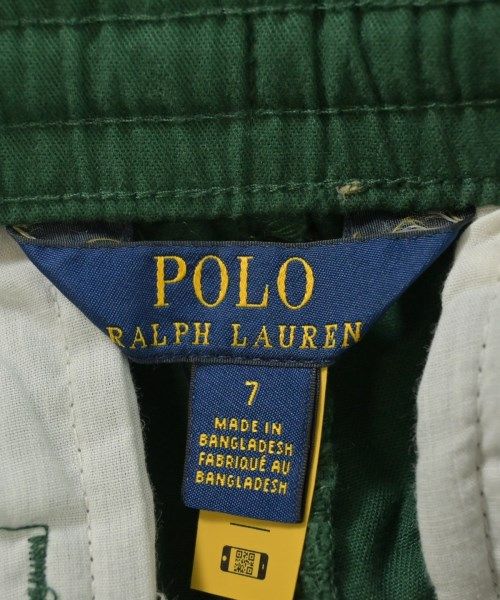 POLO
RALPH LAUREN
7
MADE IN
BANGLADESH
FABRIQUÉ AU
BANGLADESH